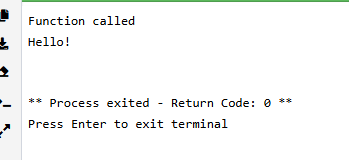 Function called
Hello!
** Process exited - Return Code: 0 **
Press Enter to exit terminal